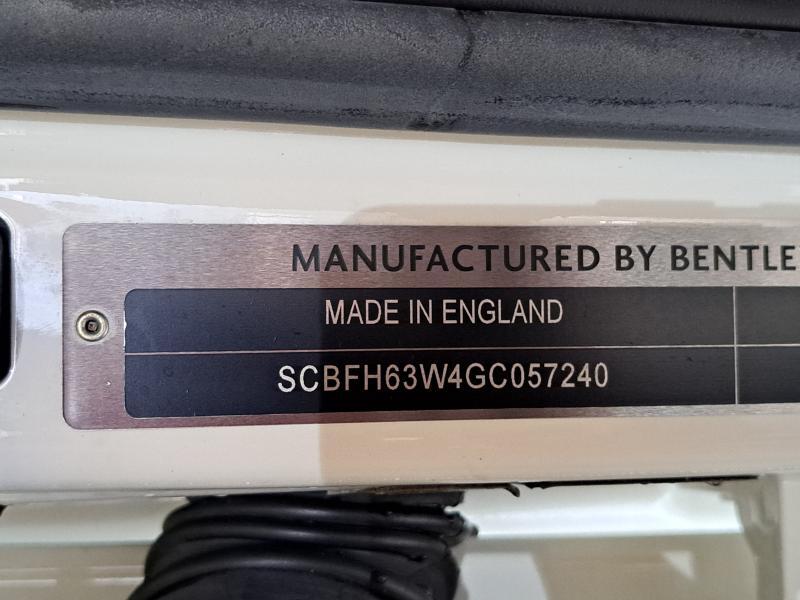 MANUFACTURED BY BENTLE
MADE IN ENGLAND
SCBFH63W4GC057240